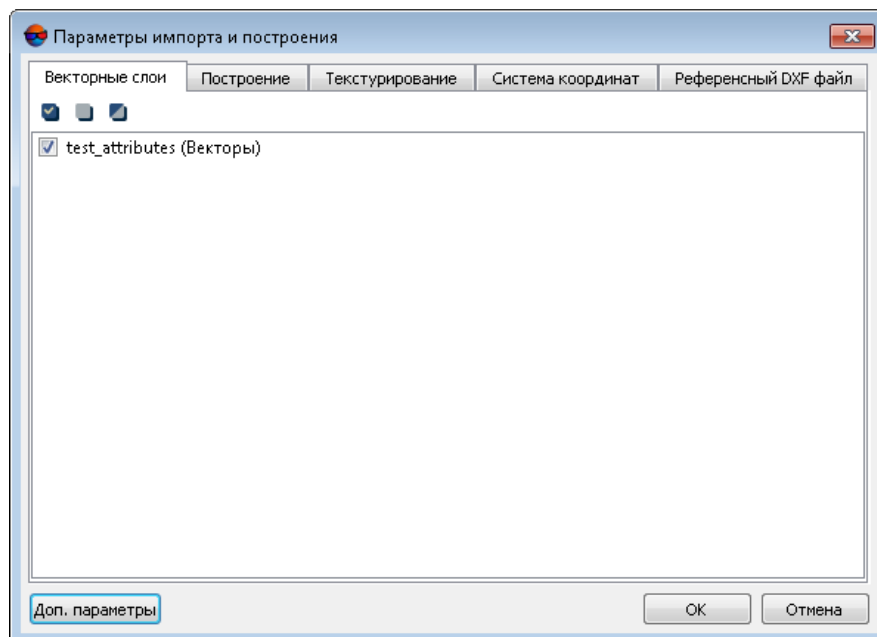 Параметры импорта и построения
Векторные слои Построение Текстурирование Система координат Референсный DXF файл
test_attributes (Векторы)
Доп. параметры OK Отмена